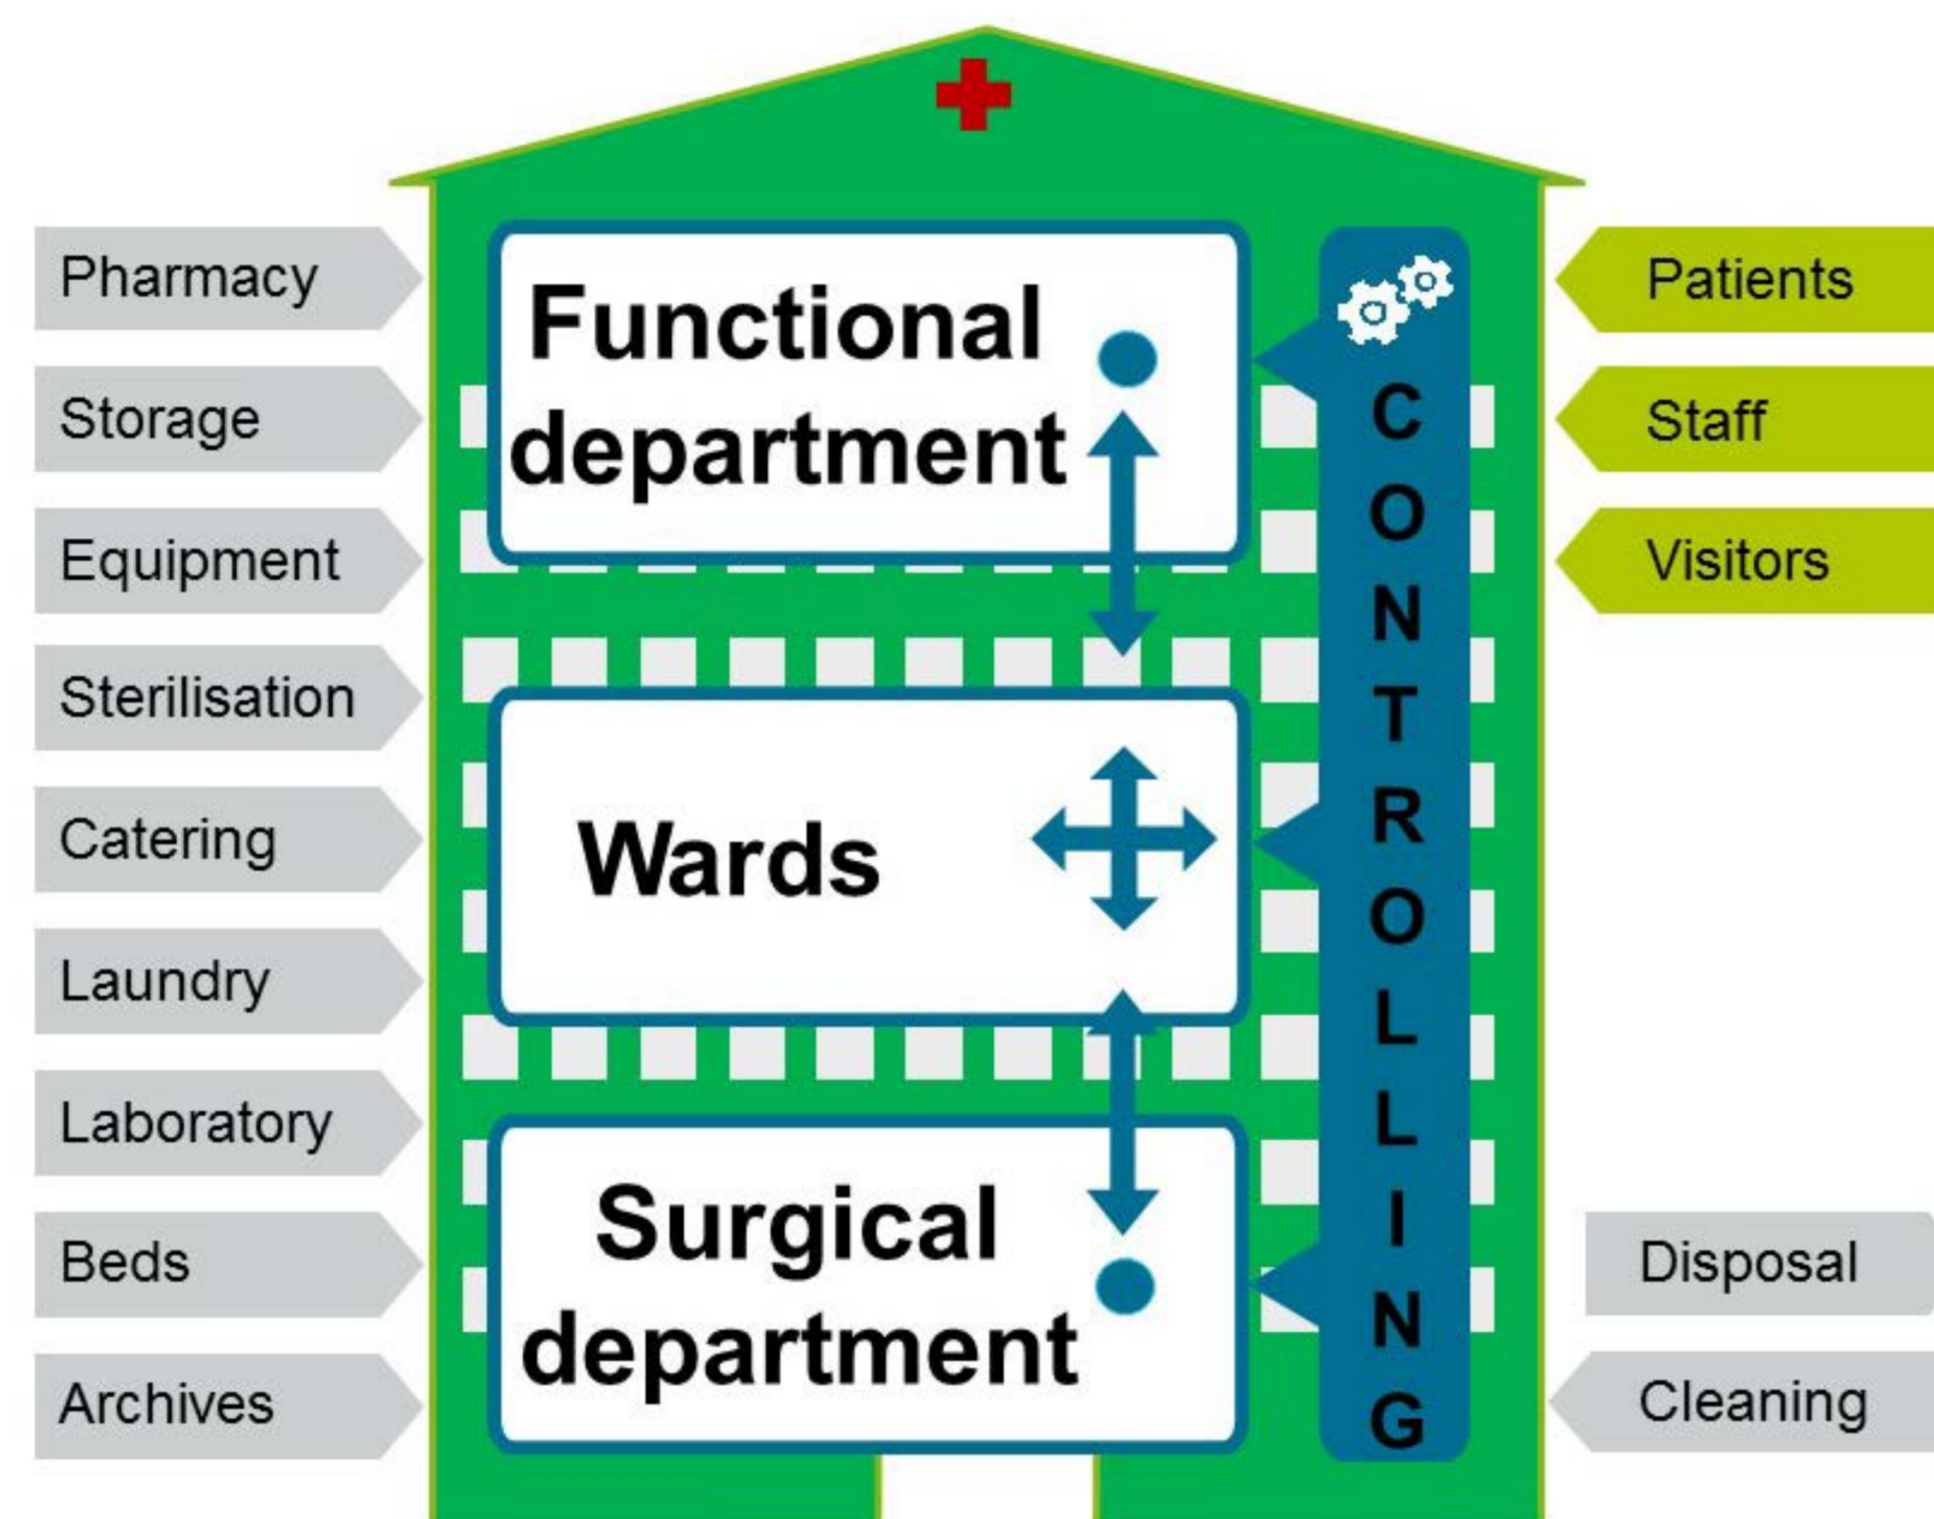 Pharmacy
Storage
Equipment
Sterilisation
Catering
Laundry
Laboratory
Beds
Archives
Functional
department
Wards
Surgical
department
CONTROLLING
Patients
Staff
Visitors
Disposal
Cleaning